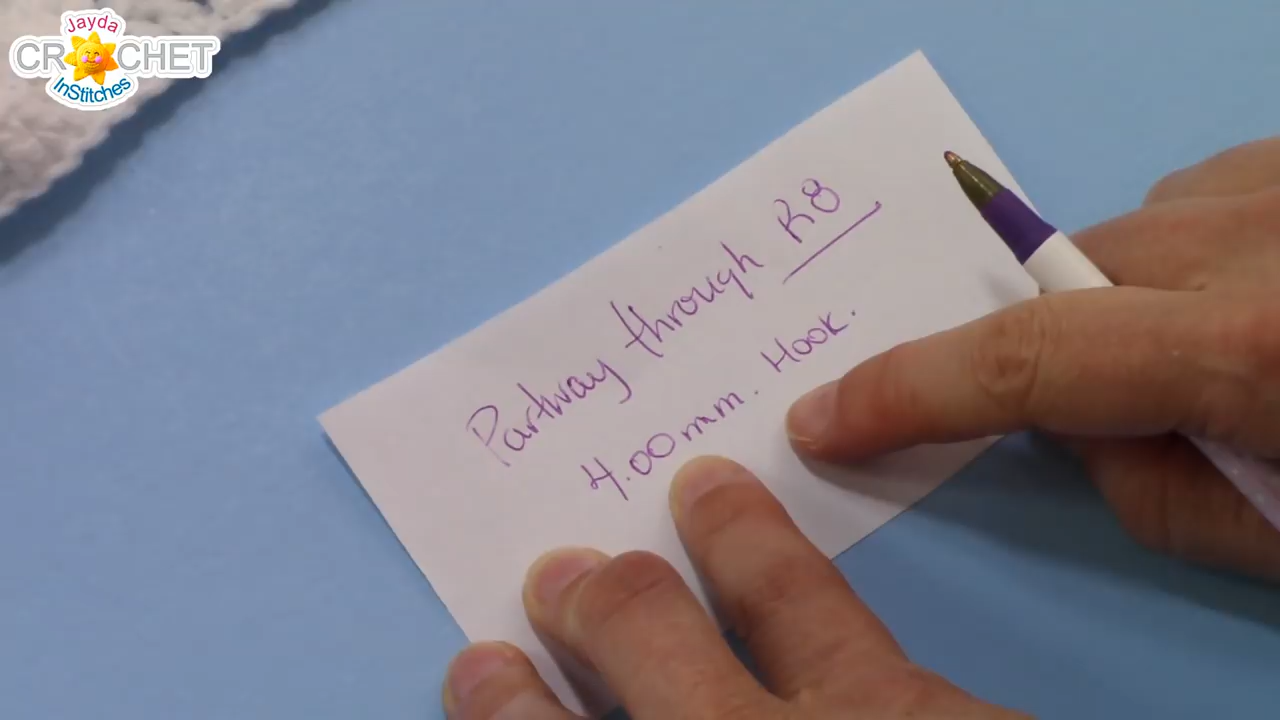 Jayda
CROCHET
InStitches
Partway through R8
4.00mm. Hook.